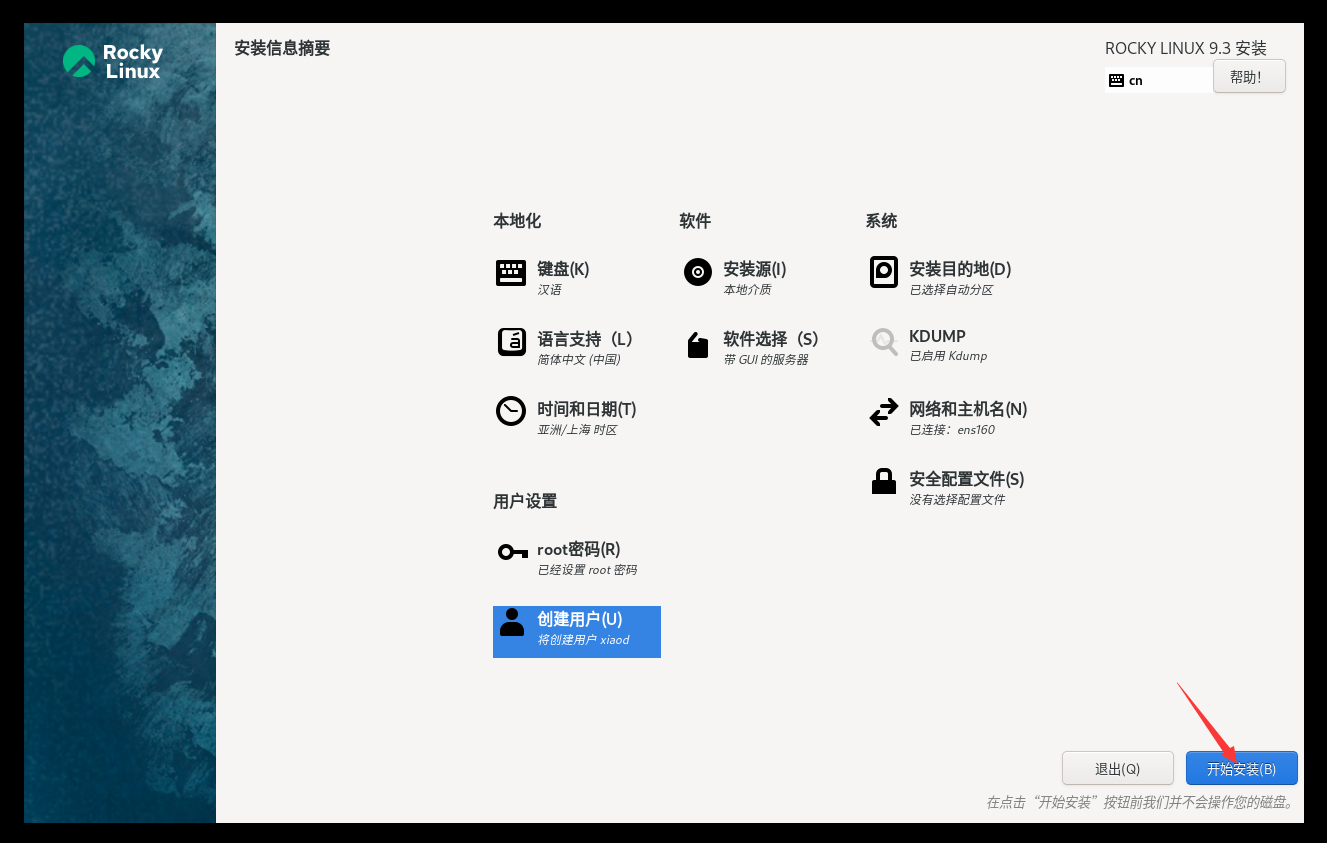 Rocky
Linux
安装信息摘要
ROCKY LINUX 9.3 安装
cn
帮助!
本地化
键盘(K)
汉语
语言支持（L）
简体中文 (中国)
时间和日期(T)
亚洲/上海 时区
用户设置
root密码(R)
已经设置 root 密码
创建用户(U)
将创建用户 xiaod
软件
安装源(I)
本地介质
软件选择（S）
带 GUI 的服务器
系统
安装目的地(D)
已选择自动分区
KDUMP
已启用 Kdump
网络和主机名(N)
已连接：ens160
安全配置文件(S)
没有选择配置文件
退出(Q)
开始安装(B)
在点击“开始安装”按钮前我们并不会操作您的磁盘。